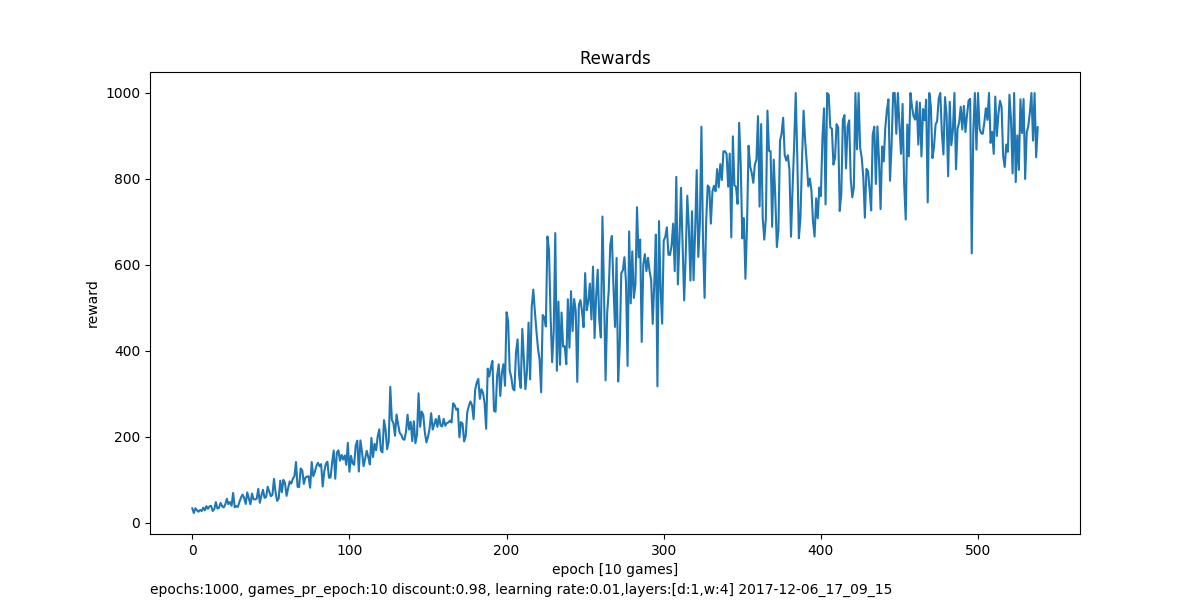 Rewards
1000
800
600
400
200
0
reward
0 100 200 300 400 500
epoch [10 games]
epochs:1000, games_pr_epoch:10 discount:0.98, learning rate:0.01,layers:[d:1,w:4] 2017-12-06_17_09_15